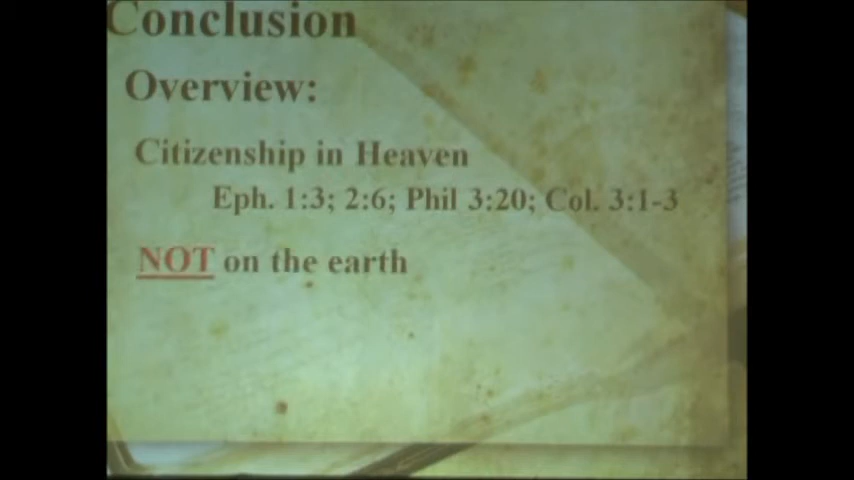 Conclusion
Overview:
Citizenship in Heaven
Eph. 1:3; 2:6; Phil 3:20; Col. 3:1-3
NOT on the earth